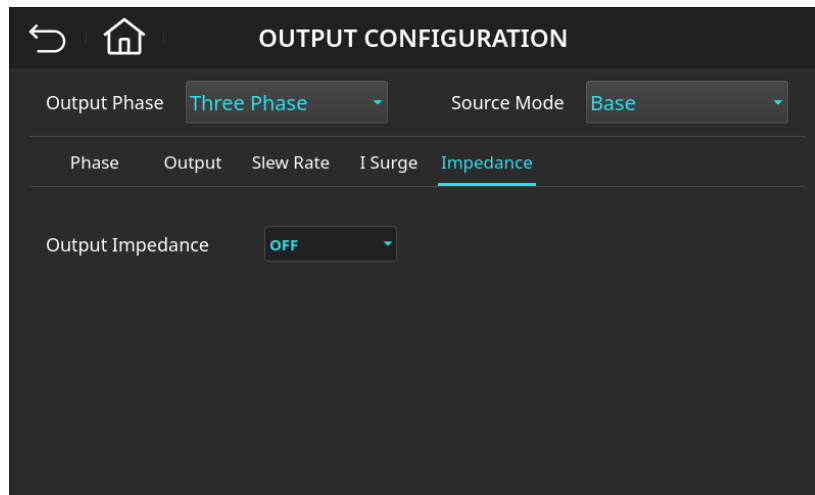 OUTPUT CONFIGURATION
Output Phase Three Phase Source Mode Base
Phase Output Slew Rate I Surge Impedance
Output Impedance OFF